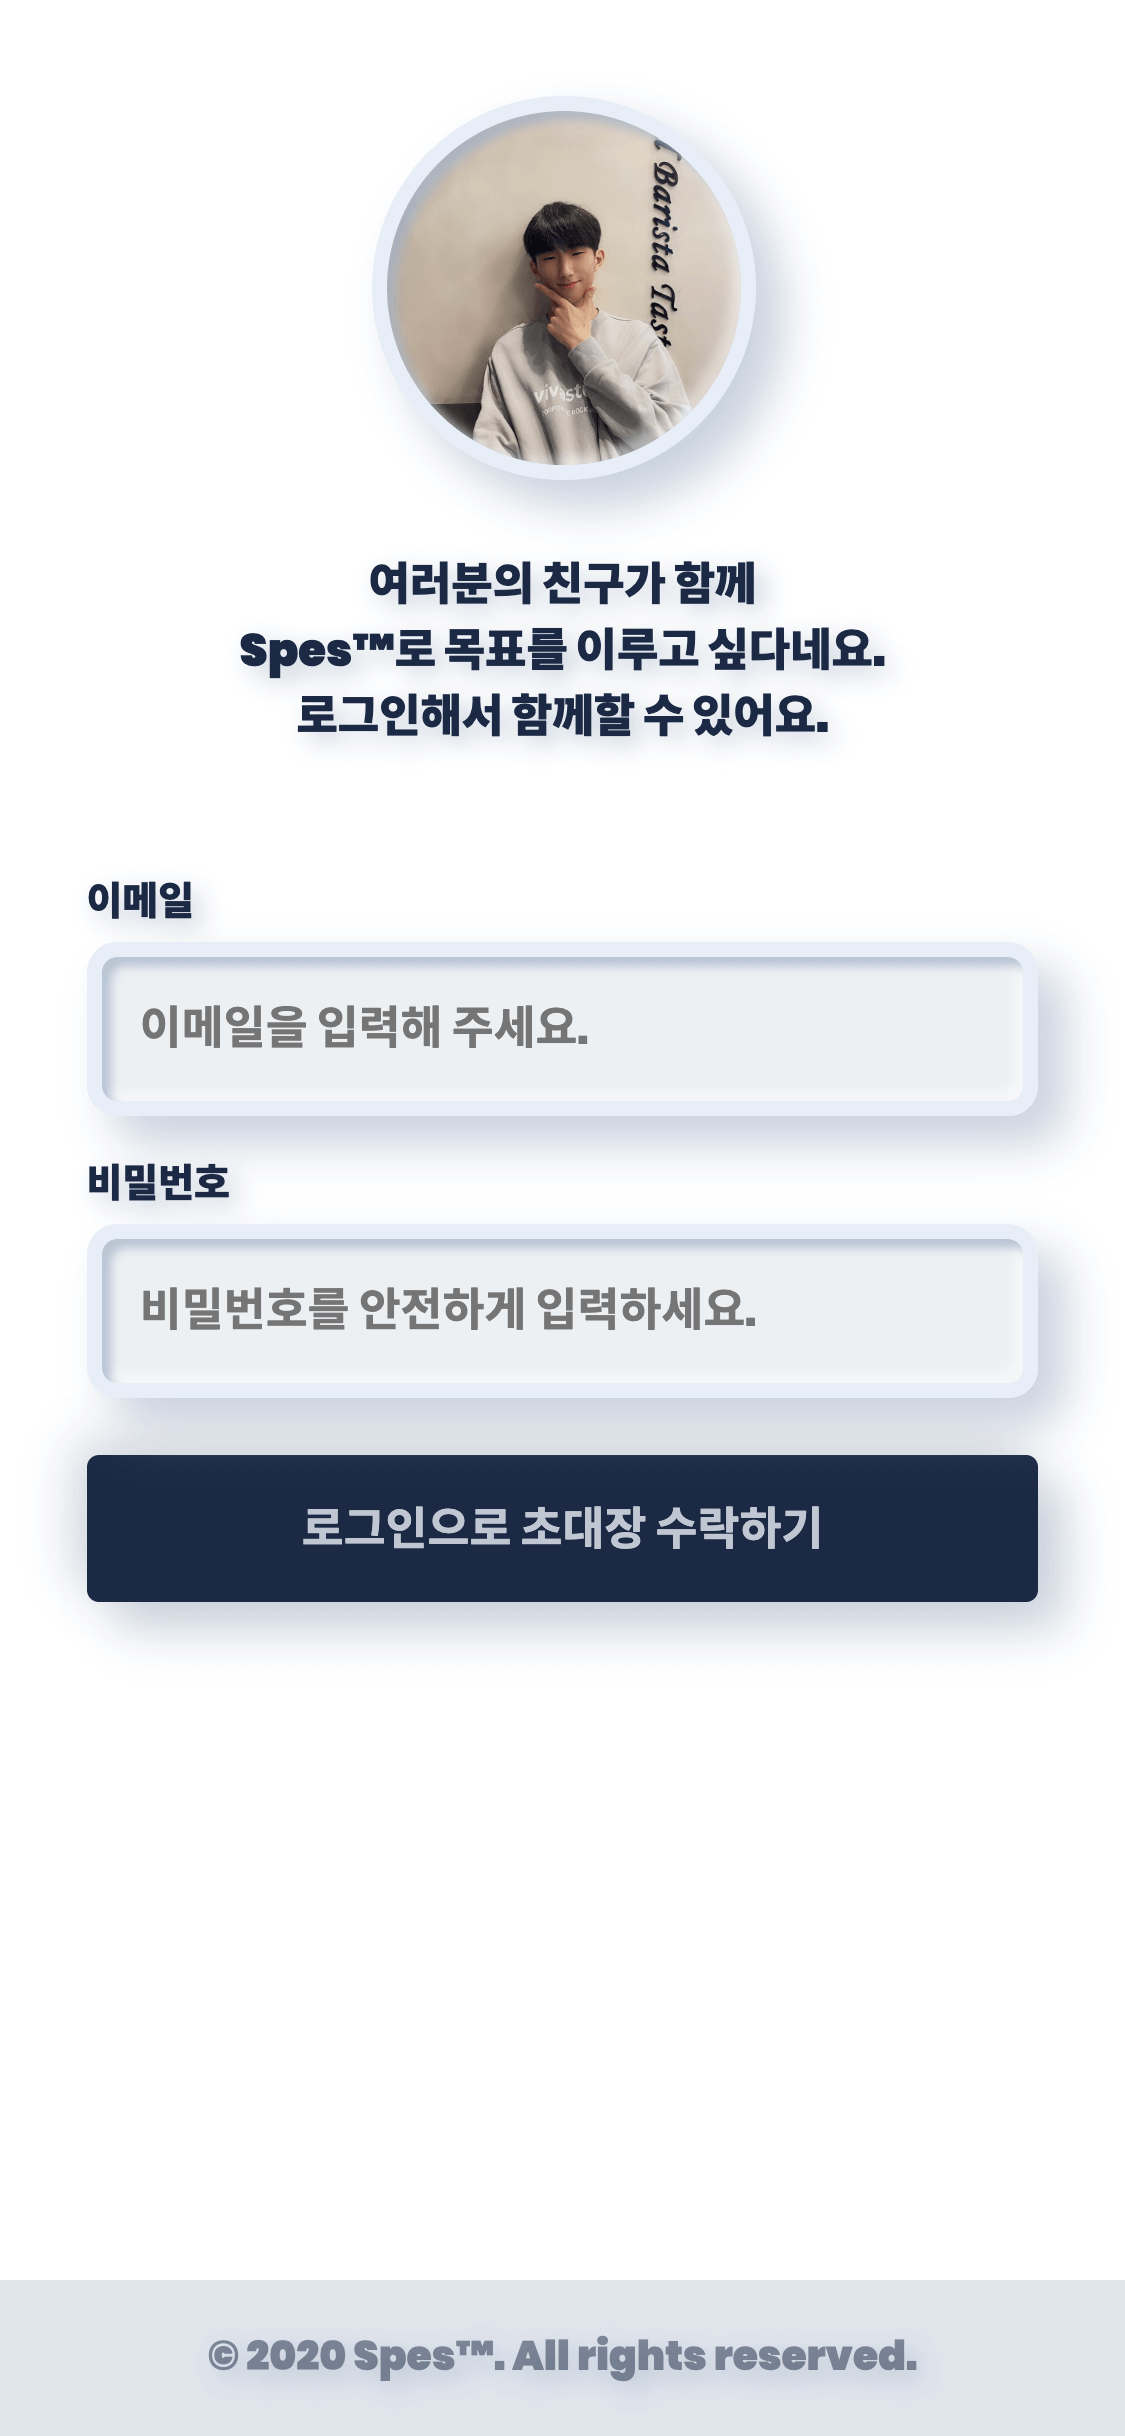 Barista Tast
여러분의 친구가 함께
Spes™로 목표를 이루고 싶다네요.
로그인해서 함께할 수 있어요.
이메일
이메일을 입력해 주세요.
비밀번호
비밀번호를 안전하게 입력하세요.
로그인으로 초대장 수락하기
© 2020 Spes™. All rights reserved.